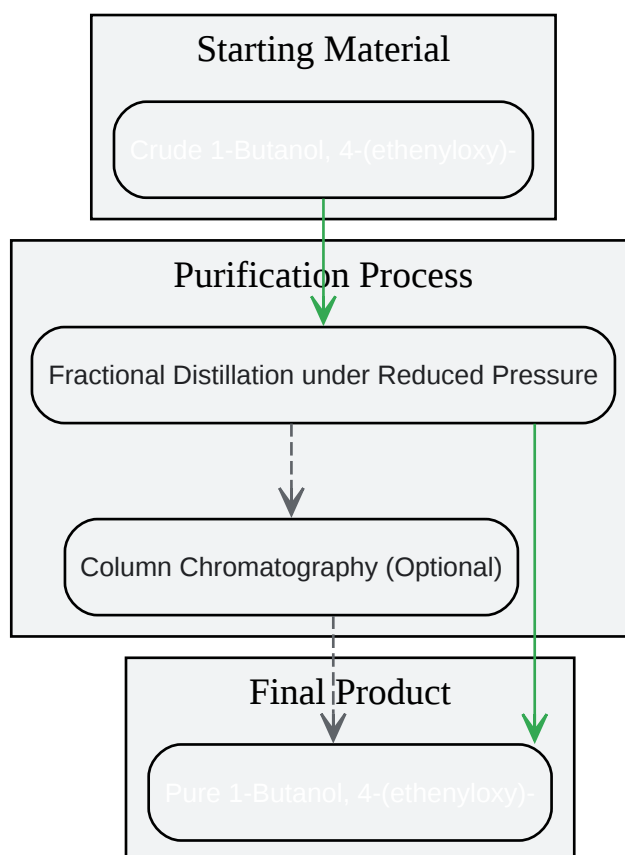 Starting Material
Crude 1-Butanol, 4-(ethenyloxy)-
Purification Process
Fractional Distillation under Reduced Pressure
Column Chromatography (Optional)
Final Product
Pure 1-Butanol, 4-(ethenyloxy)-